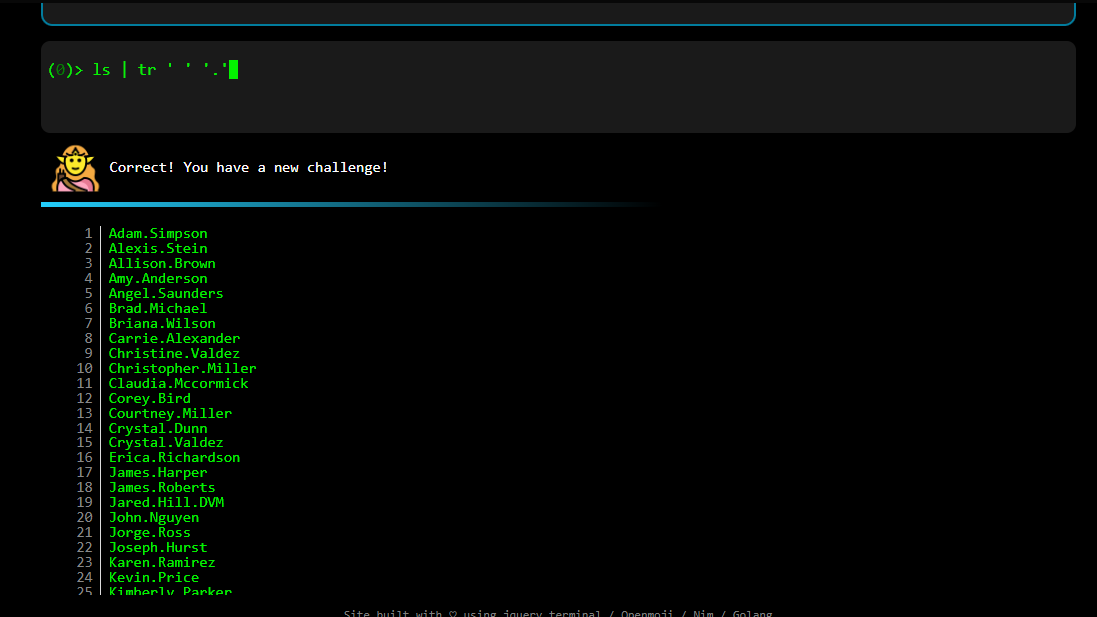 (0)> ls | tr ' ' '.'
Correct! You have a new challenge!
1 Adam.Simpson
2 Alexis.Stein
3 Allison.Brown
4 Amy.Anderson
5 Angel.Saunders
6 Brad.Michael
7 Briana.Wilson
8 Carrie.Alexander
9 Christine.Valdez
10 Christopher.Miller
11 Claudia.Mccormick
12 Corey.Bird
13 Courtney.Miller
14 Crystal.Dunn
15 Crystal.Valdez
16 Erica.Richardson
17 James.Harper
18 James.Roberts
19 Jared.Hill.DVM
20 John.Nguyen
21 Jorge.Ross
22 Joseph.Hurst
23 Karen.Ramirez
24 Kevin.Price
25 Kimberly.Parker
Site built with ♡ using jquery terminal / Openmoji / Nim / Golang